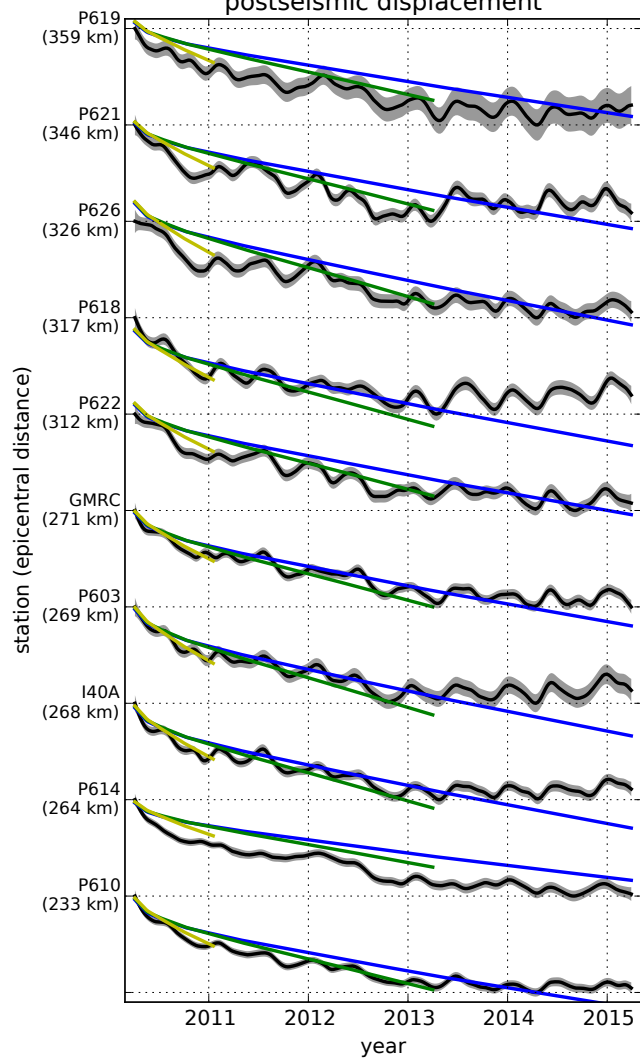 postseismic displacement
P619
(359 km)
P621
(346 km)
P626
(326 km)
P618
(317 km)
P622
(312 km)
GMRC
(271 km)
P603
(269 km)
I40A
(268 km)
P614
(264 km)
P610
(233 km)
station (epicentral distance)
2011 2012 2013 2014 2015
year